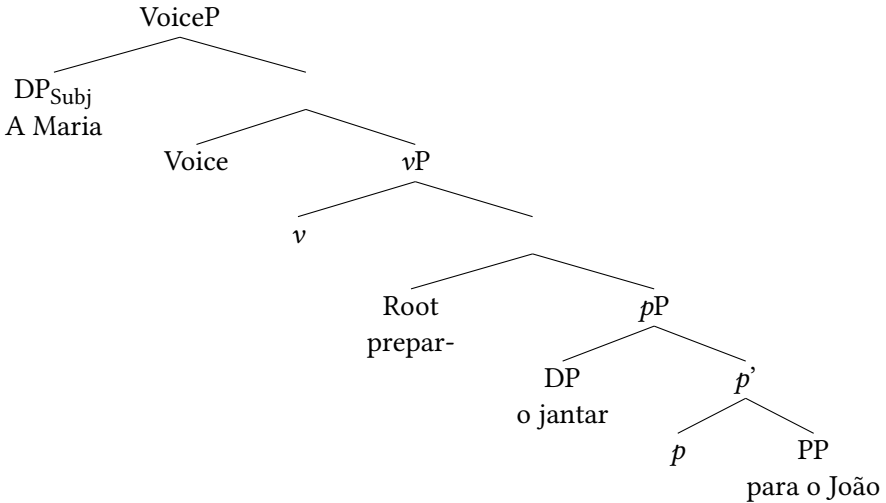 VoiceP
DPSubj
A Maria
Voice
vP
v
Root
prepar-
pP
DP
o jantar
p’
p
PP
para o João